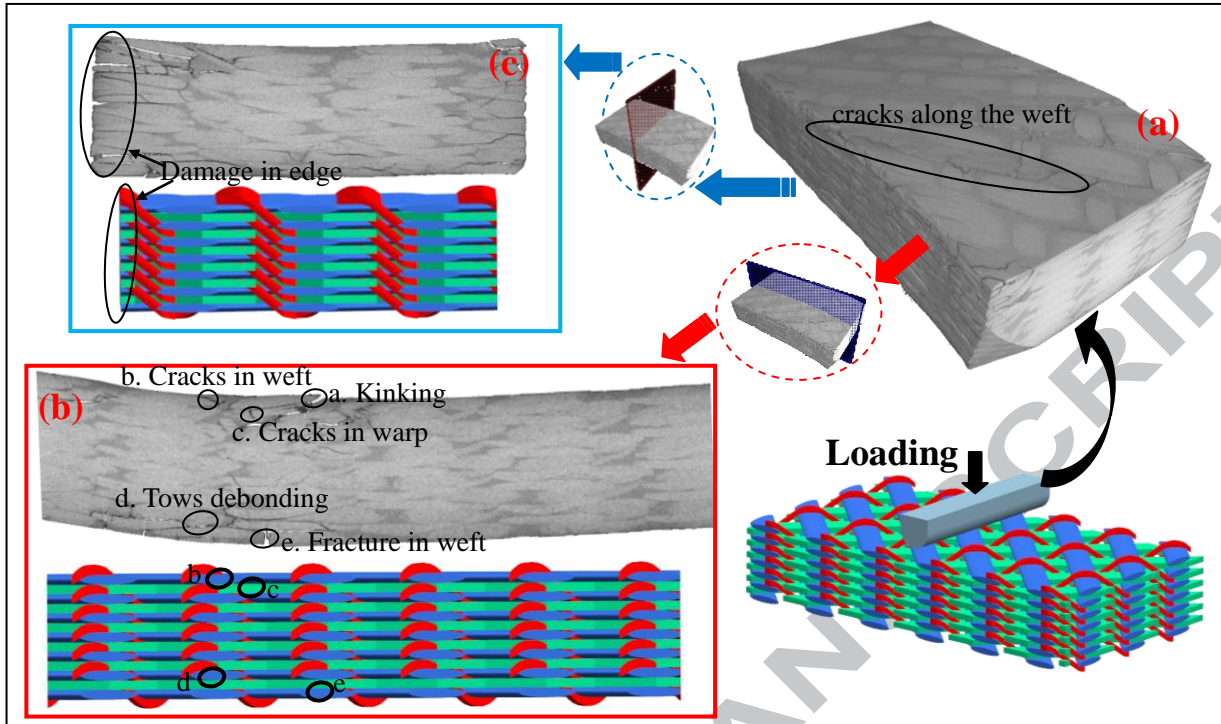 (c)
Damage in edge
cracks along the weft
(a)
(b)
b. Cracks in weft
a. Kinking
c. Cracks in warp
d. Tows debonding
e. Fracture in weft
b
c
d
e
Loading